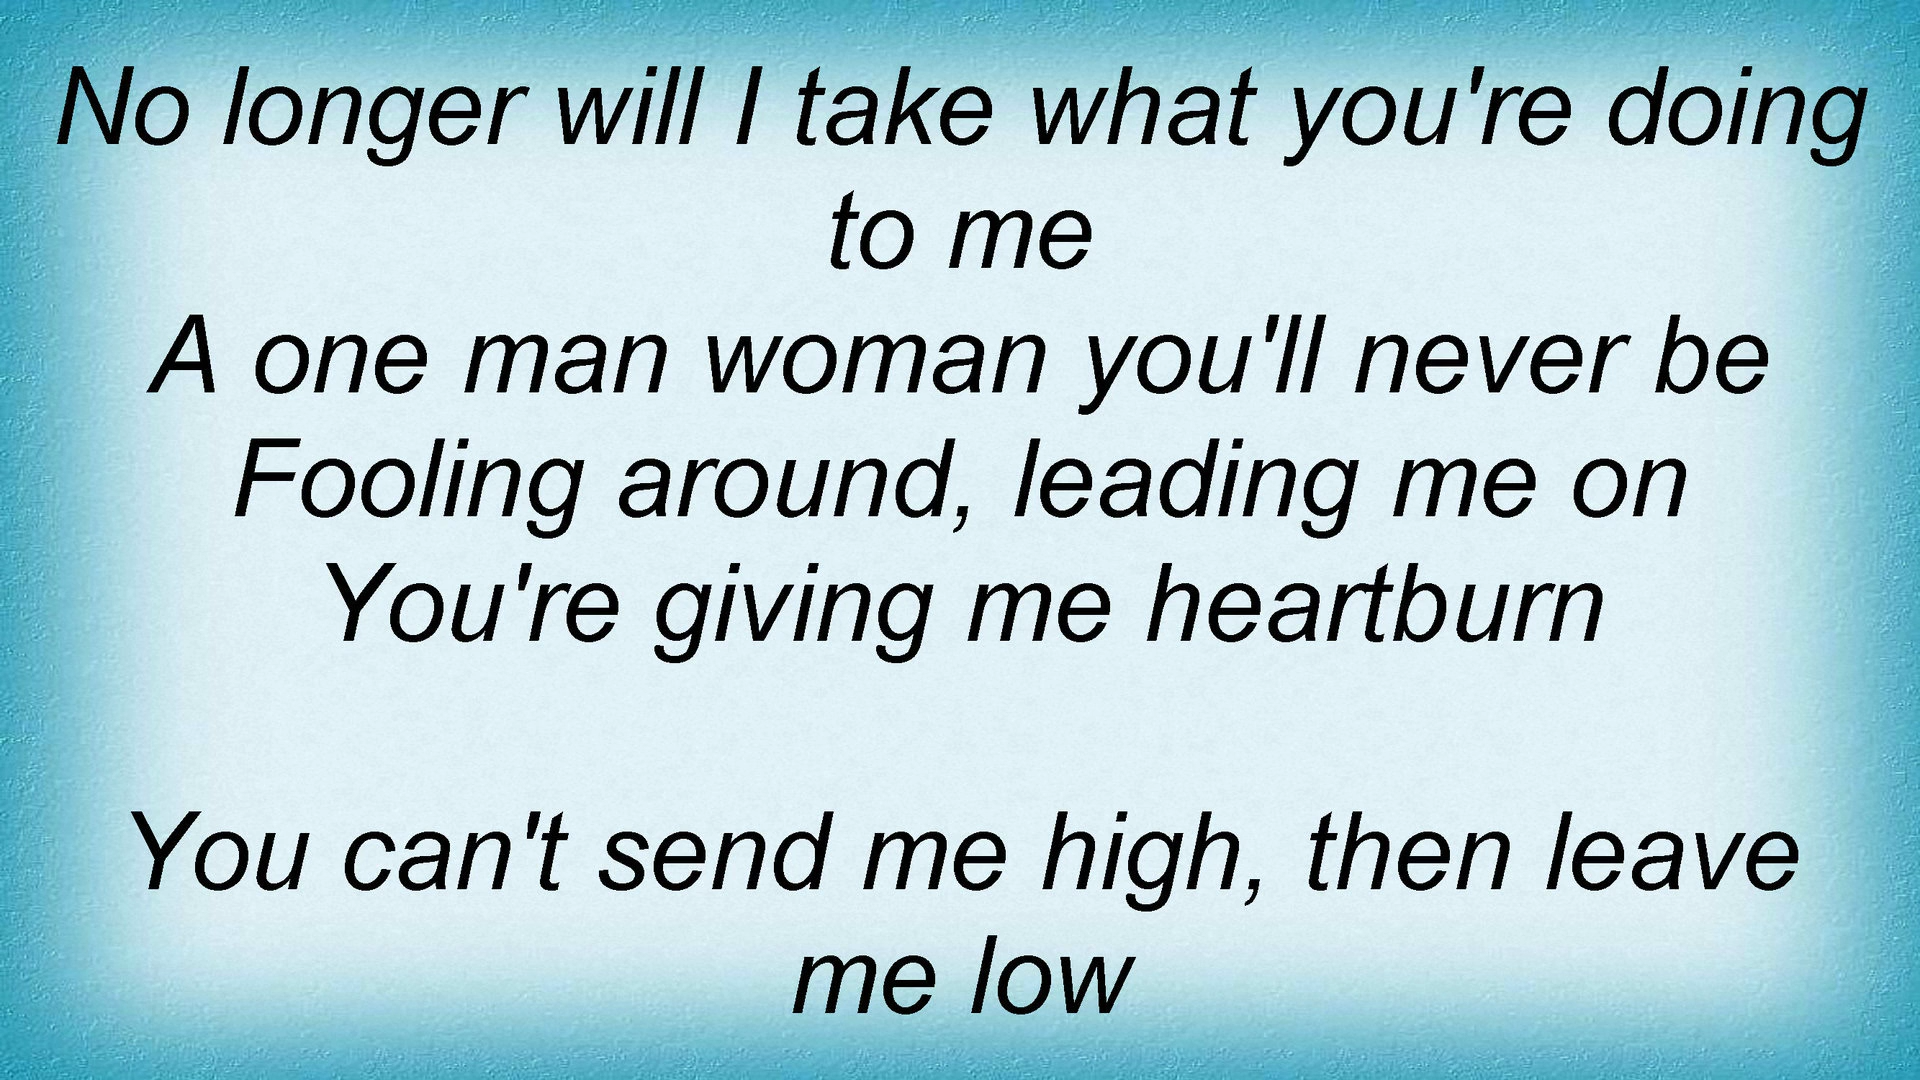 No longer will I take what you're doing
to me
A one man woman you'll never be
Fooling around, leading me on
You're giving me heartburn
You can't send me high, then leave
me low